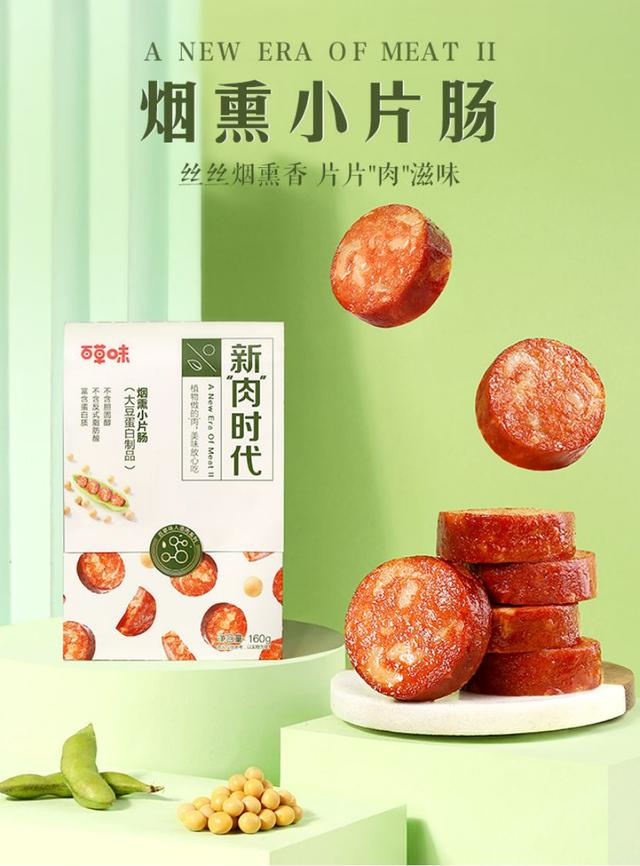 A NEW ERA OF MEAT II
烟熏小片肠
丝丝烟熏香 片片"肉"滋味
百草味
新"肉"时代
A New Era Of Meat II
植物做的"肉",美味放心吃
烟熏小片肠
(大豆蛋白制品)
不含胆固醇
不含反式脂肪酸
富含蛋白质
净含量: 160g